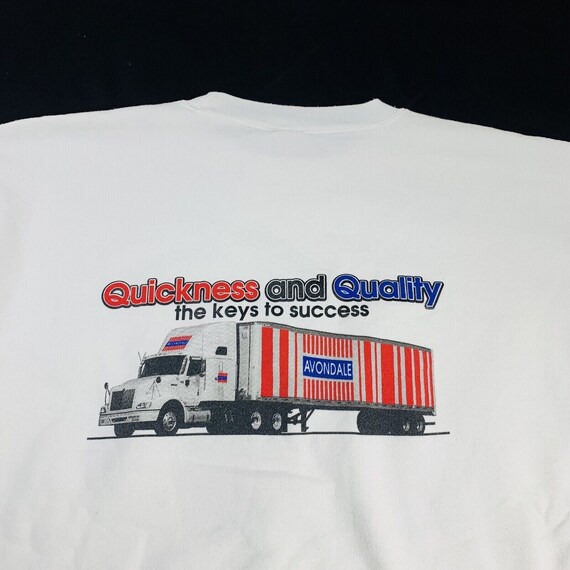 Quickness and Quality
the keys to success
AVONDALE